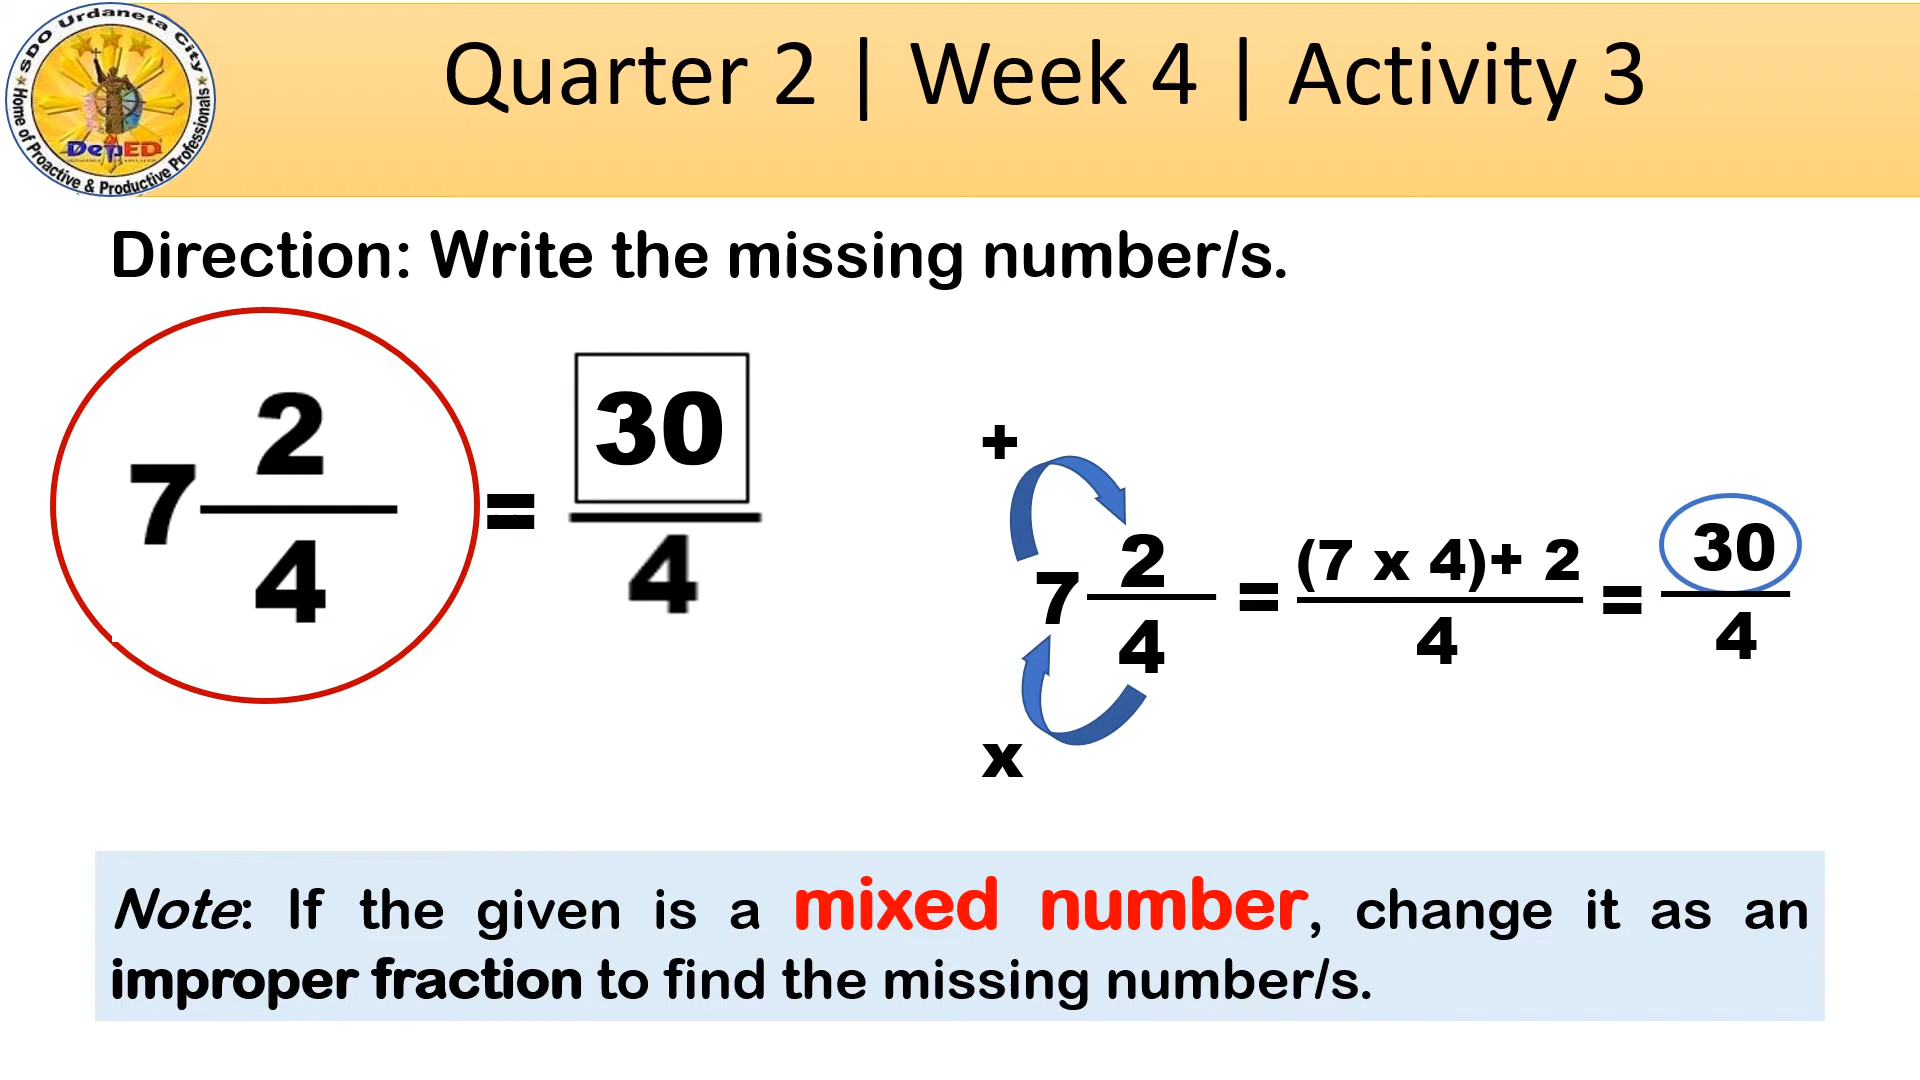 SDO Urdaneta City
Home of Proactive & Productive Professionals
DepED
Quarter 2 | Week 4 | Activity 3
Direction: Write the missing number/s.
7 2/4 = 30/4
+
7 2/4 = (7 x 4)+ 2/4 = 30/4
x
Note: If the given is a mixed number, change it as an
improper fraction to find the missing number/s.